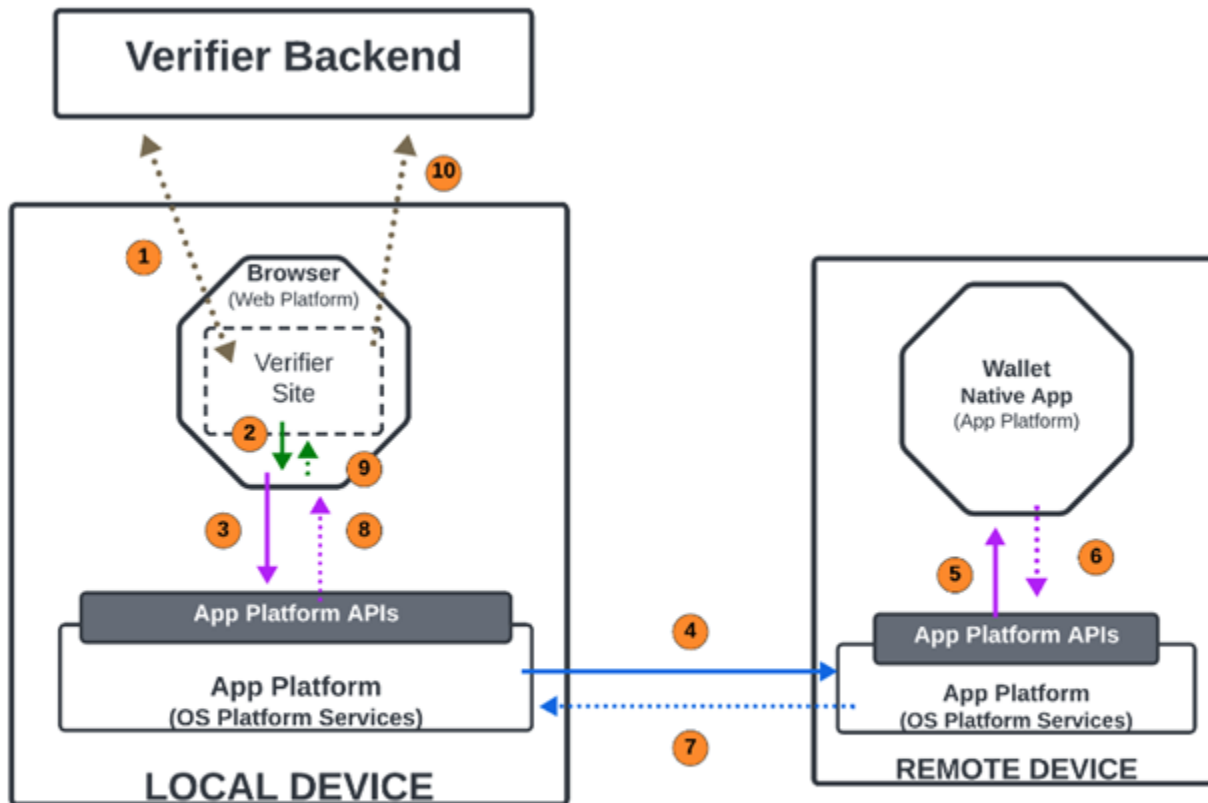 Verifier Backend
10
1
Browser
(Web Platform)
Verifier
Site
2
9
3
8
App Platform APIs
App Platform
(OS Platform Services)
LOCAL DEVICE
4
7
Wallet
Native App
(App Platform)
5
6
App Platform APIs
App Platform
(OS Platform Services)
REMOTE DEVICE